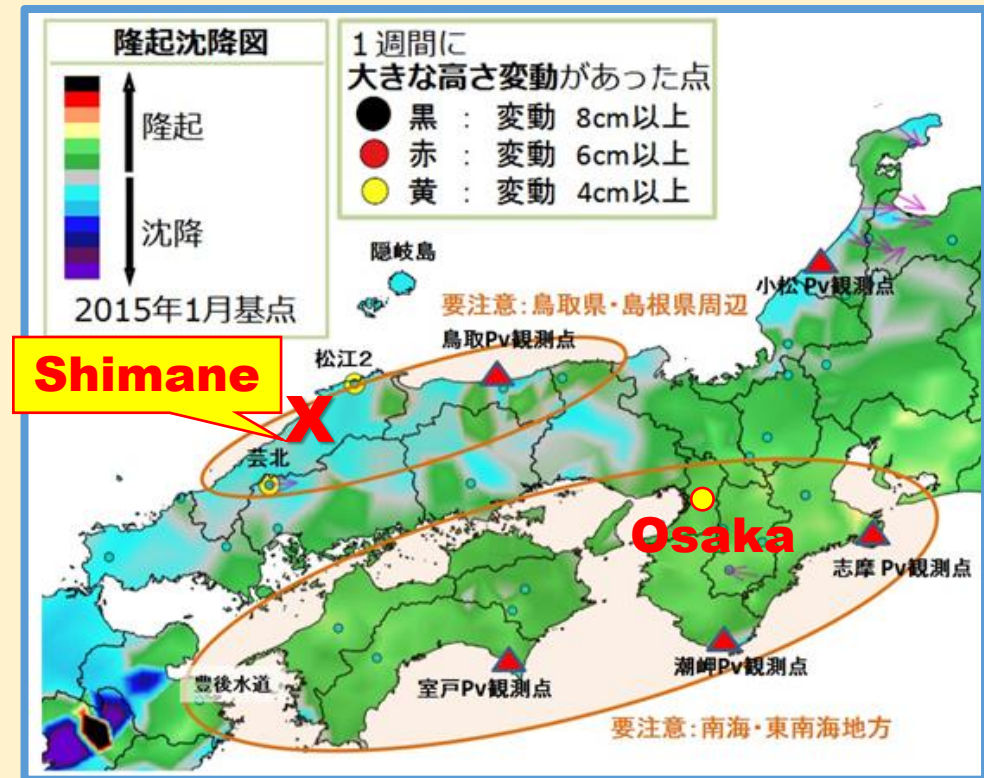 隆起沈降図
隆起
沈降
2015年1月基点
1週間に
大きな高さ変動があった点
黒 : 変動 8cm以上
赤 : 変動 6cm以上
黄 : 変動 4cm以上
隠岐島
小松 Pv観測点
要注意:鳥取県・島根県周辺
鳥取Pv観測点
松江2
Shimane
X
芸北
Osaka
志摩 Pv観測点
潮岬Pv観測点
室戸Pv観測点
豊後水道
要注意:南海・東南海地方